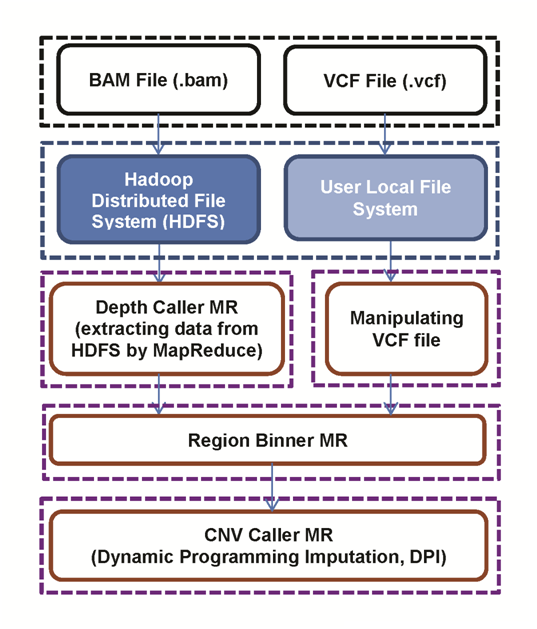 BAM File (.bam)
VCF File (.vcf)
Hadoop
Distributed File
System (HDFS)
User Local File
System
Depth Caller MR
(extracting data from
HDFS by MapReduce)
Manipulating
VCF file
Region Binner MR
CNV Caller MR
(Dynamic Programming Imputation, DPI)